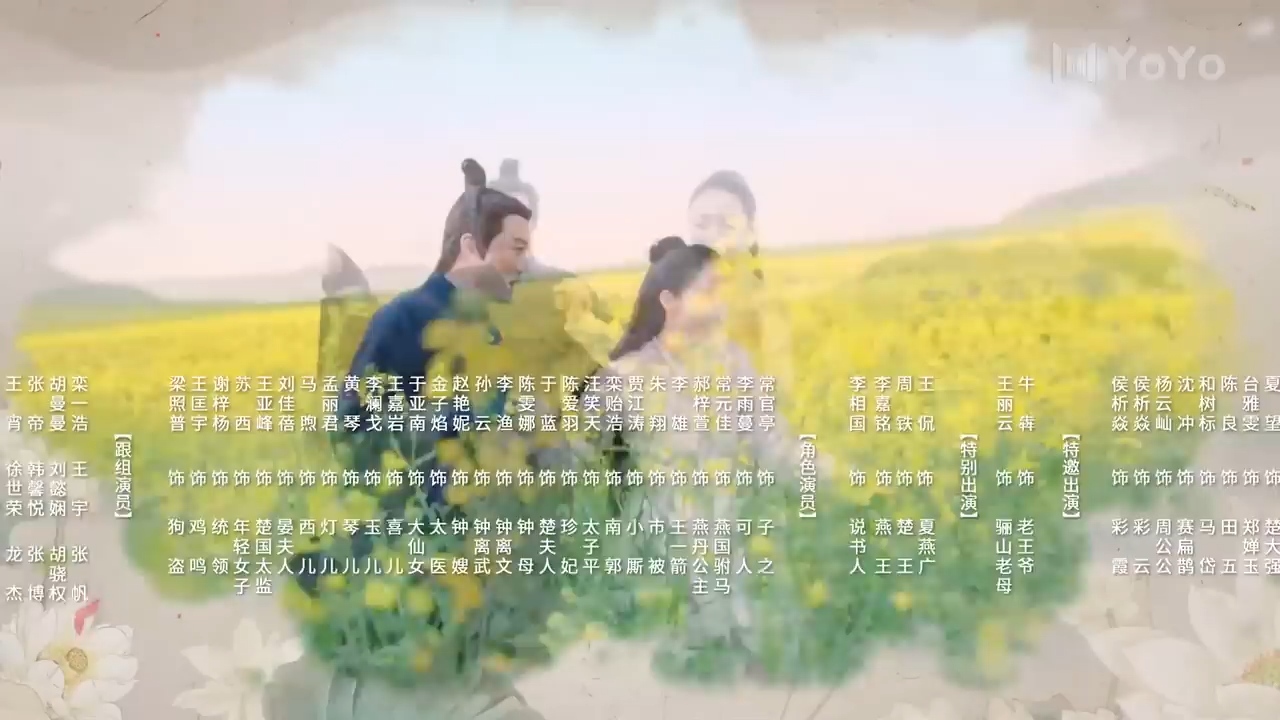 YoYo
夏望 饰 楚大强
台雅雯 饰 郑婵玉
陈良 饰 田五
和树标 饰 马岱
沈冲 饰 赛扁鹊
杨云屾 饰 周公公
侯析焱 饰 彩云
侯析焱 饰 彩霞
【特邀出演】
牛犇 饰 老王爷
王丽云 饰 骊山老母
【特别出演】
王侃 饰 夏燕广
周铁 饰 楚王
李嘉铭 饰 燕王
李相国 饰 说书人
【角色演员】
常官亭 饰 子之
李雨曼 饰 可人
常元佳 饰 燕国驸马
郝梓萱 饰 燕丹公主
李雄 饰 王一箭
朱翔 饰 市被
贾江涛 饰 小厮
栾贻浩 饰 南郭
汪笑天 饰 太子平
陈爱羽 饰 珍妃
于蓝 饰 楚夫人
陈雯娜 饰 钟母
李渔 饰 钟离文
孙云 饰 钟离武
赵艳妮 饰 钟嫂
金子焰 饰 太医
于亚南 饰 大仙女
王嘉岩 饰 喜儿
李澜戈 饰 玉儿
黄琴 饰 琴儿
孟丽君 饰 灯儿
马煦 饰 西儿
刘佳蓓 饰 晏夫人
王亚峰 饰 楚国太监
苏西 饰 年轻女子
谢梓杨 饰 统领
王匡宇 饰 鸡鸣
梁照普 饰 狗盗
【跟组演员】
栾一浩 王宇 张帆
胡曼曼 刘懿娴 胡骁权
张帝 韩馨悦 张博
王肖 徐世荣 龙杰